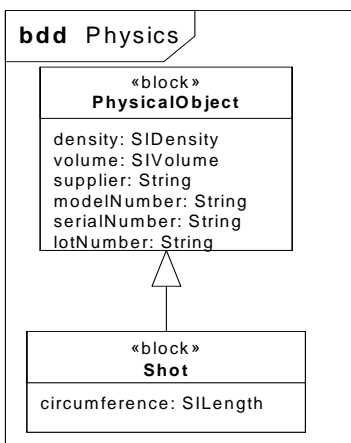 bdd Physics
«block»
PhysicalObject
density: SIDensity
volume: SIVolume
supplier: String
modelNumber: String
serialNumber: String
lotNumber: String
«block»
Shot
circumference: SILength